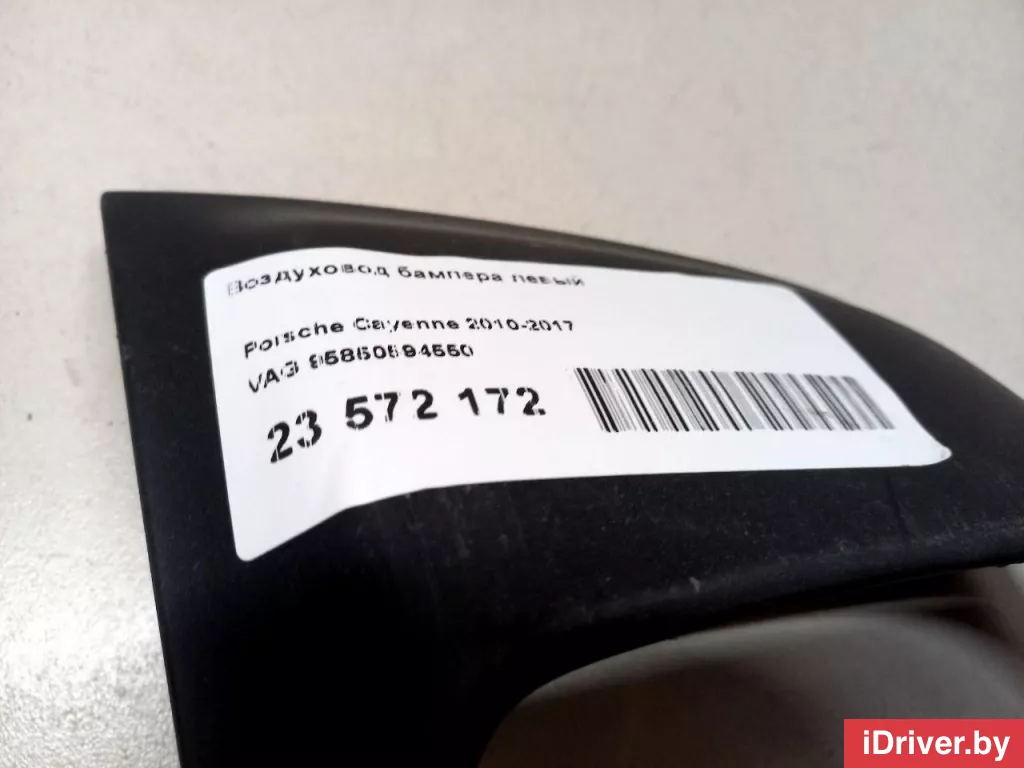 Воздуховод бампера левый
Porsche Cayenne 2010-2017
VAG 95850594550
23 572 172
iDriver.by